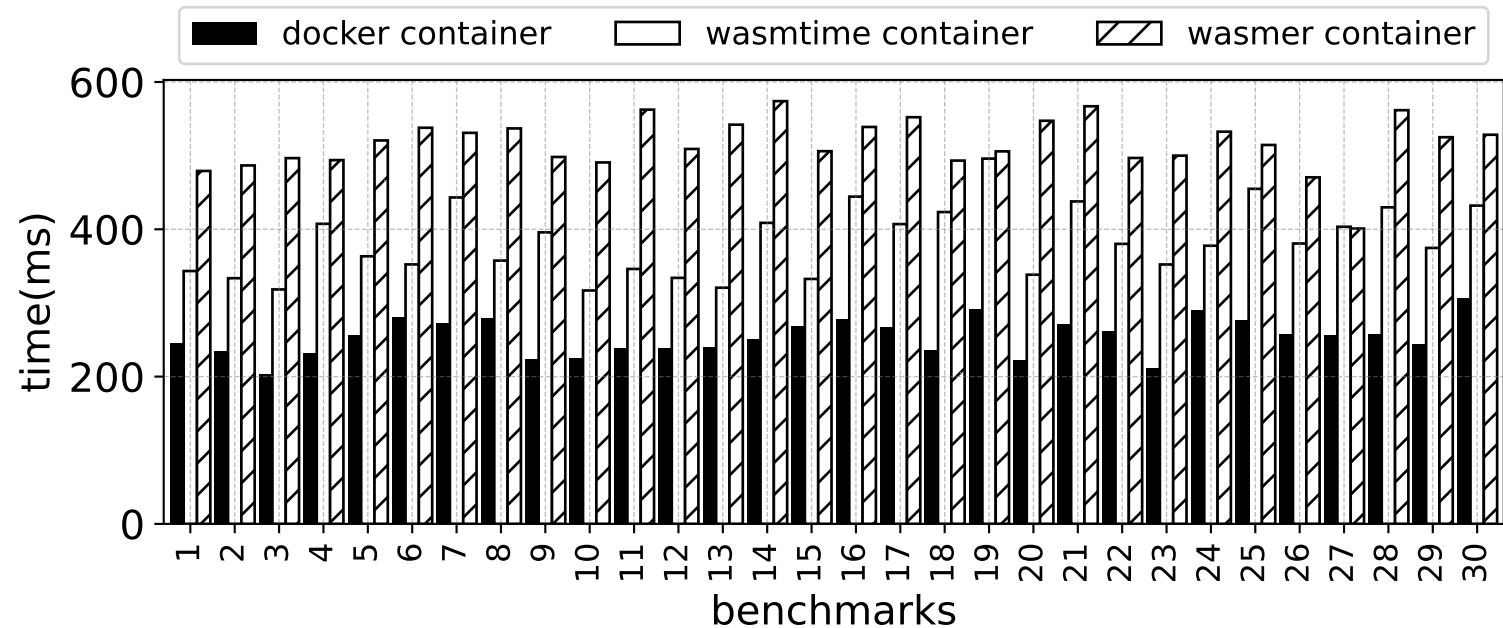 docker container wasmtime container wasmer container
600
400
200
0
time(ms)
1 2 3 4 5 6 7 8 9 10 11 12 13 14 15 16 17 18 19 20 21 22 23 24 25 26 27 28 29 30
benchmarks